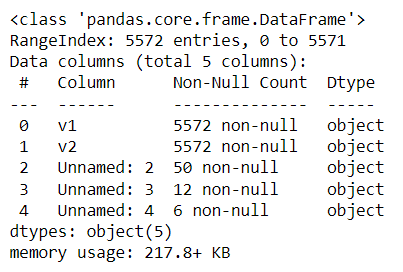 <class 'pandas.core.frame.DataFrame'>
RangeIndex: 5572 entries, 0 to 5571
Data columns (total 5 columns):
 #   Column      Non-Null Count  Dtype
---  ------      --------------  -----
 0   v1          5572 non-null   object
 1   v2          5572 non-null   object
 2   Unnamed: 2  50 non-null     object
 3   Unnamed: 3  12 non-null     object
 4   Unnamed: 4  6 non-null      object
dtypes: object(5)
memory usage: 217.8+ KB